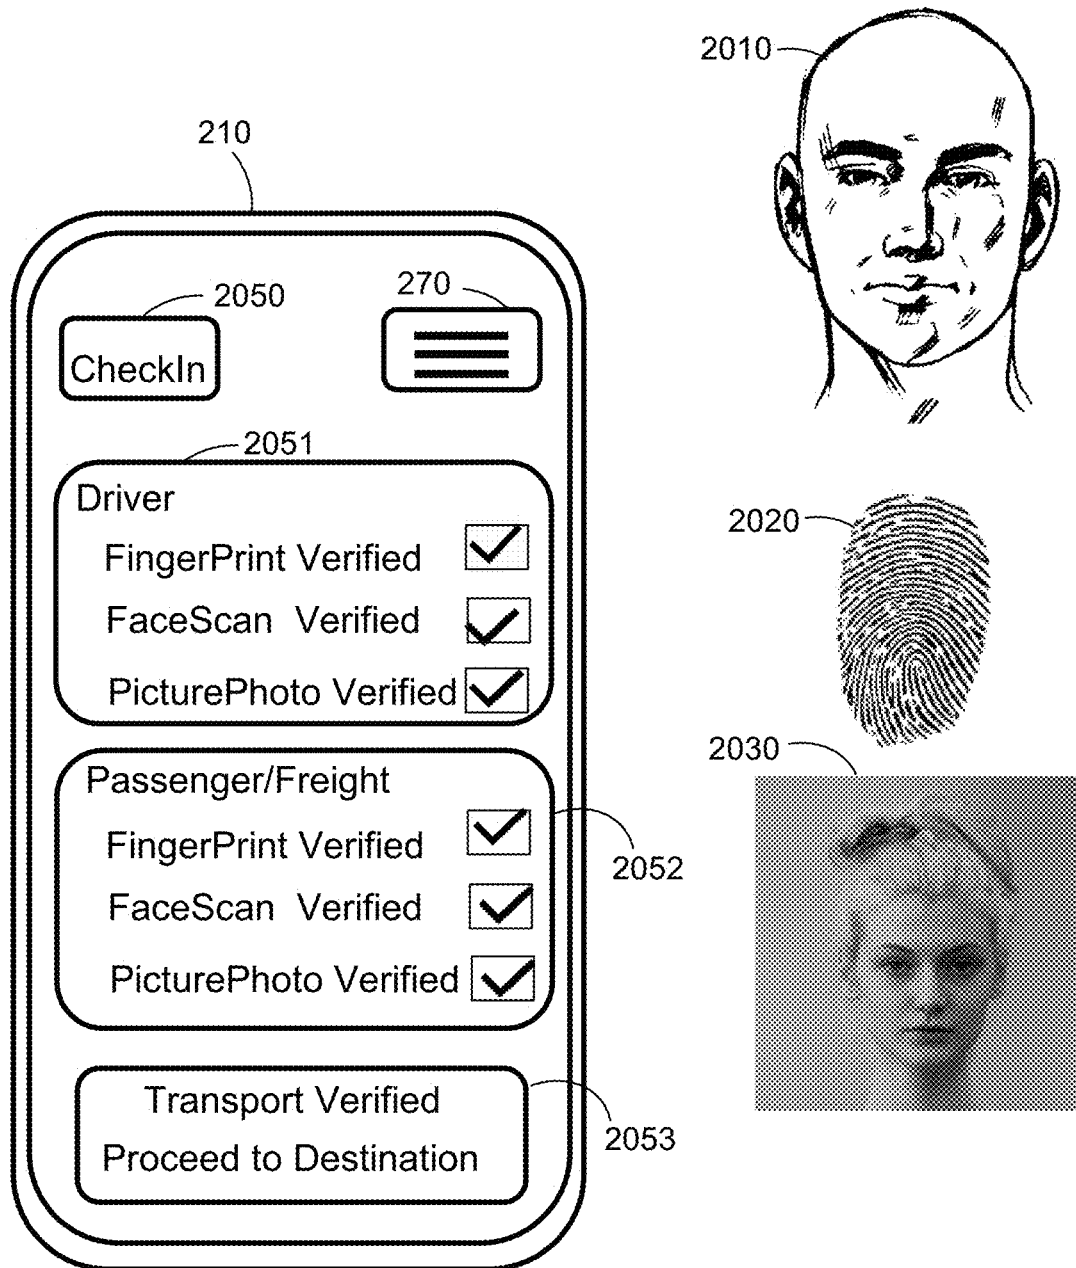 2010
210
2050
270
CheckIn
2051
Driver
FingerPrint Verified
FaceScan Verified
PicturePhoto Verified
2020
2030
Passenger/Freight
FingerPrint Verified
FaceScan Verified
PicturePhoto Verified
2052
Transport Verified
Proceed to Destination
2053